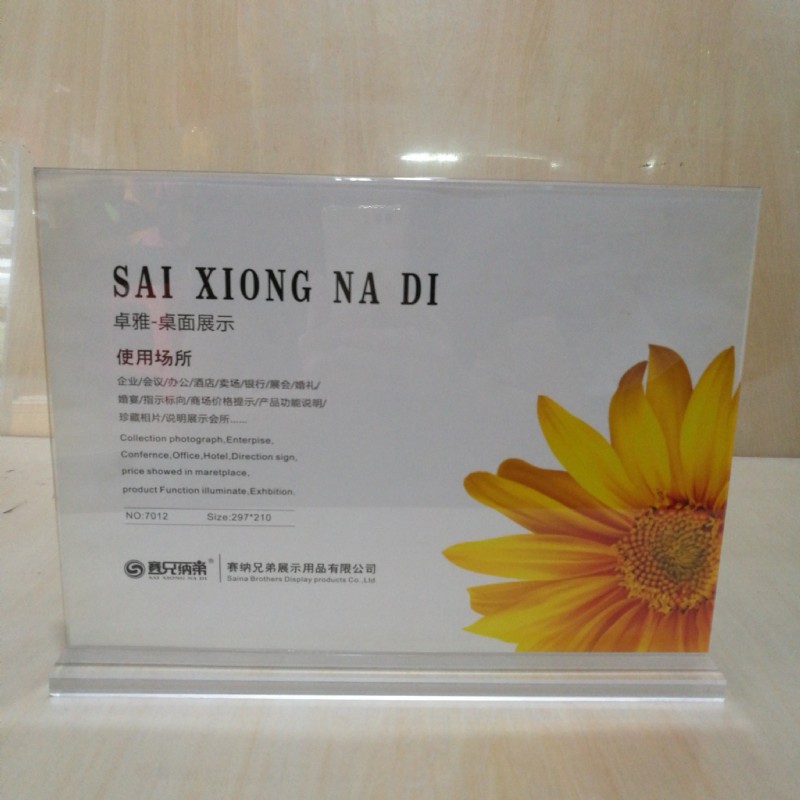 SAI XIONG NA DI
卓雅-桌面展示
使用场所
企业/会议/办公/酒店/卖场/银行/展会/婚礼/
婚宴/指示标向/商场价格提示/产品功能说明/
珍藏相片/说明展示会所......
Collection photograph,Enterpise,
Confernce,Office,Hotel,Direction sign,
price showed in maretplace,
product Function illuminate,Exhbition.
NO:7012 Size:297*210
赛兄纳弟® 赛纳兄弟展示用品有限公司
SAI XIONG NA DI Saina Brothers Display products Co.,Ltd